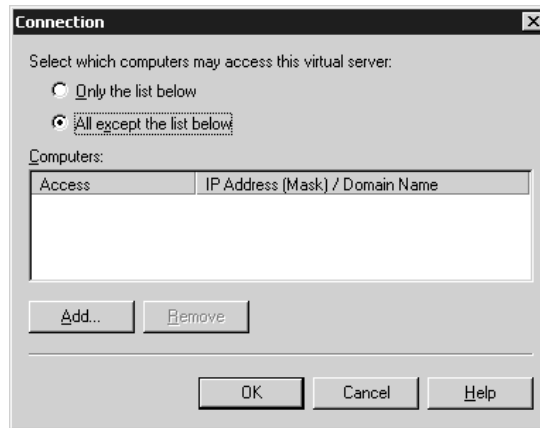 Connection
Select which computers may access this virtual server:
Only the list below
All except the list below
Computers:
Access IP Address (Mask) / Domain Name
Add... Remove
OK Cancel Help